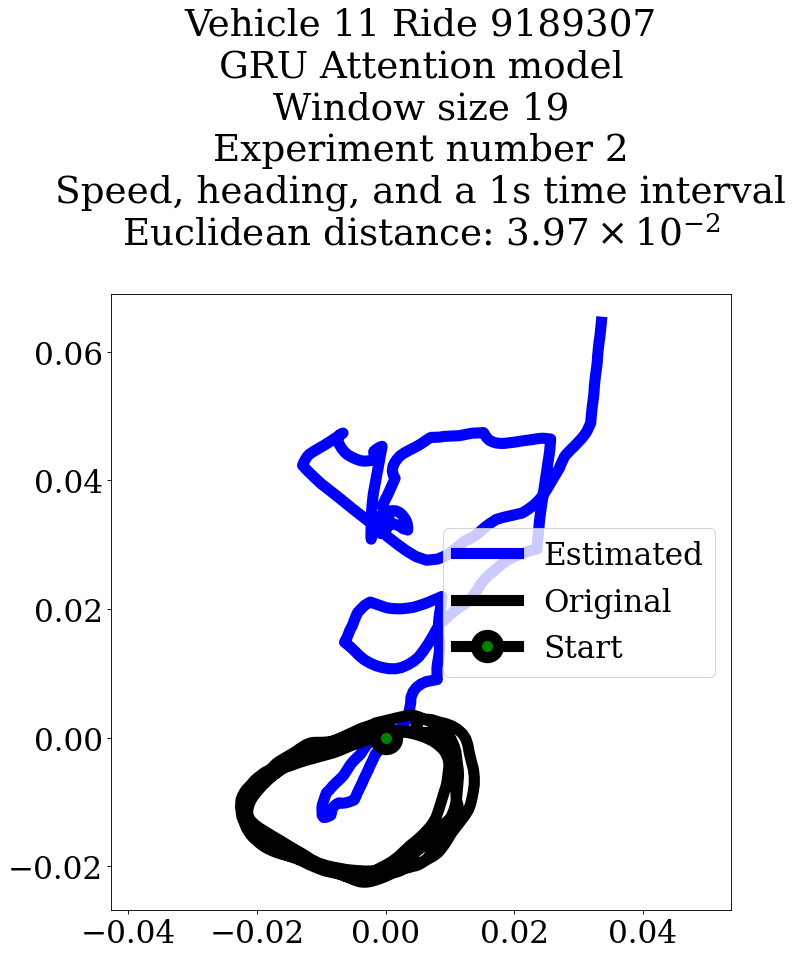 Vehicle 11 Ride 9189307
GRU Attention model
Window size 19
Experiment number 2
Speed, heading, and a 1s time interval
Euclidean distance: 3.97 × 10⁻²
0.06
0.04
Estimated
0.02
Original
Start
0.00
−0.02
−0.04 −0.02 0.00 0.02 0.04